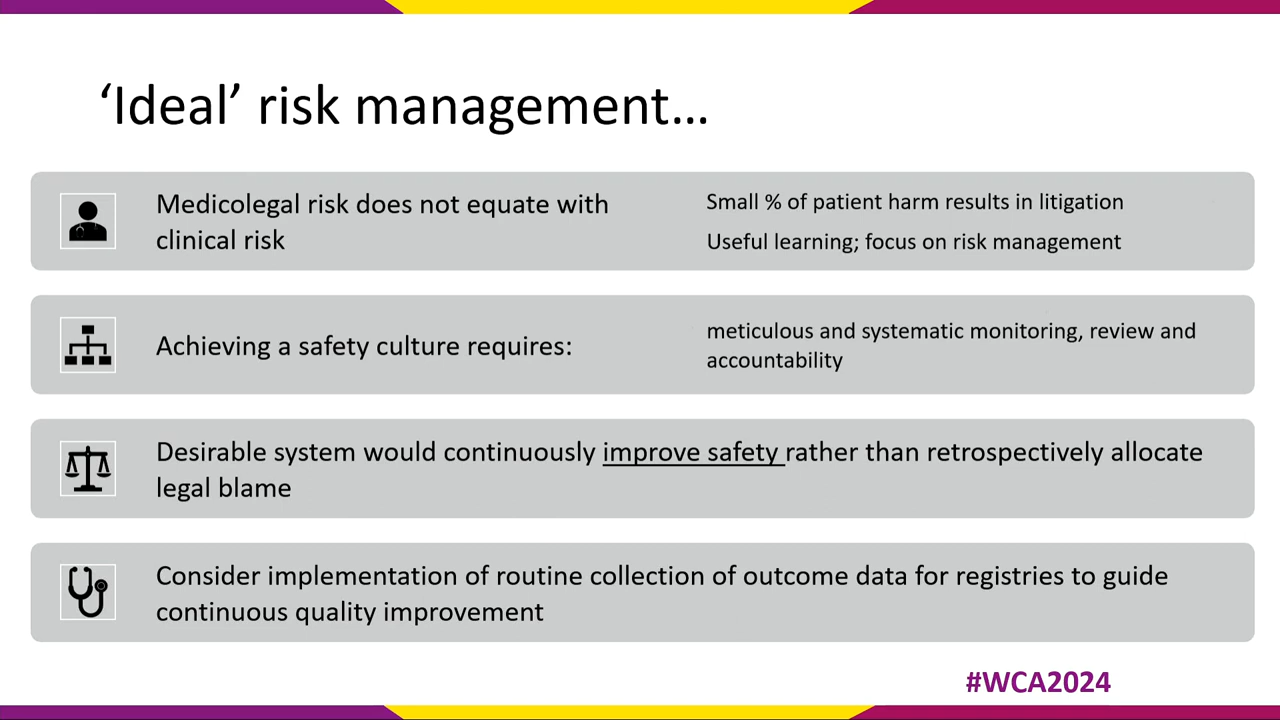 ‘Ideal’ risk management…
Medicolegal risk does not equate with
clinical risk
Small % of patient harm results in litigation
Useful learning; focus on risk management
Achieving a safety culture requires:
meticulous and systematic monitoring, review and
accountability
Desirable system would continuously improve safety rather than retrospectively allocate
legal blame
Consider implementation of routine collection of outcome data for registries to guide
continuous quality improvement
#WCA2024